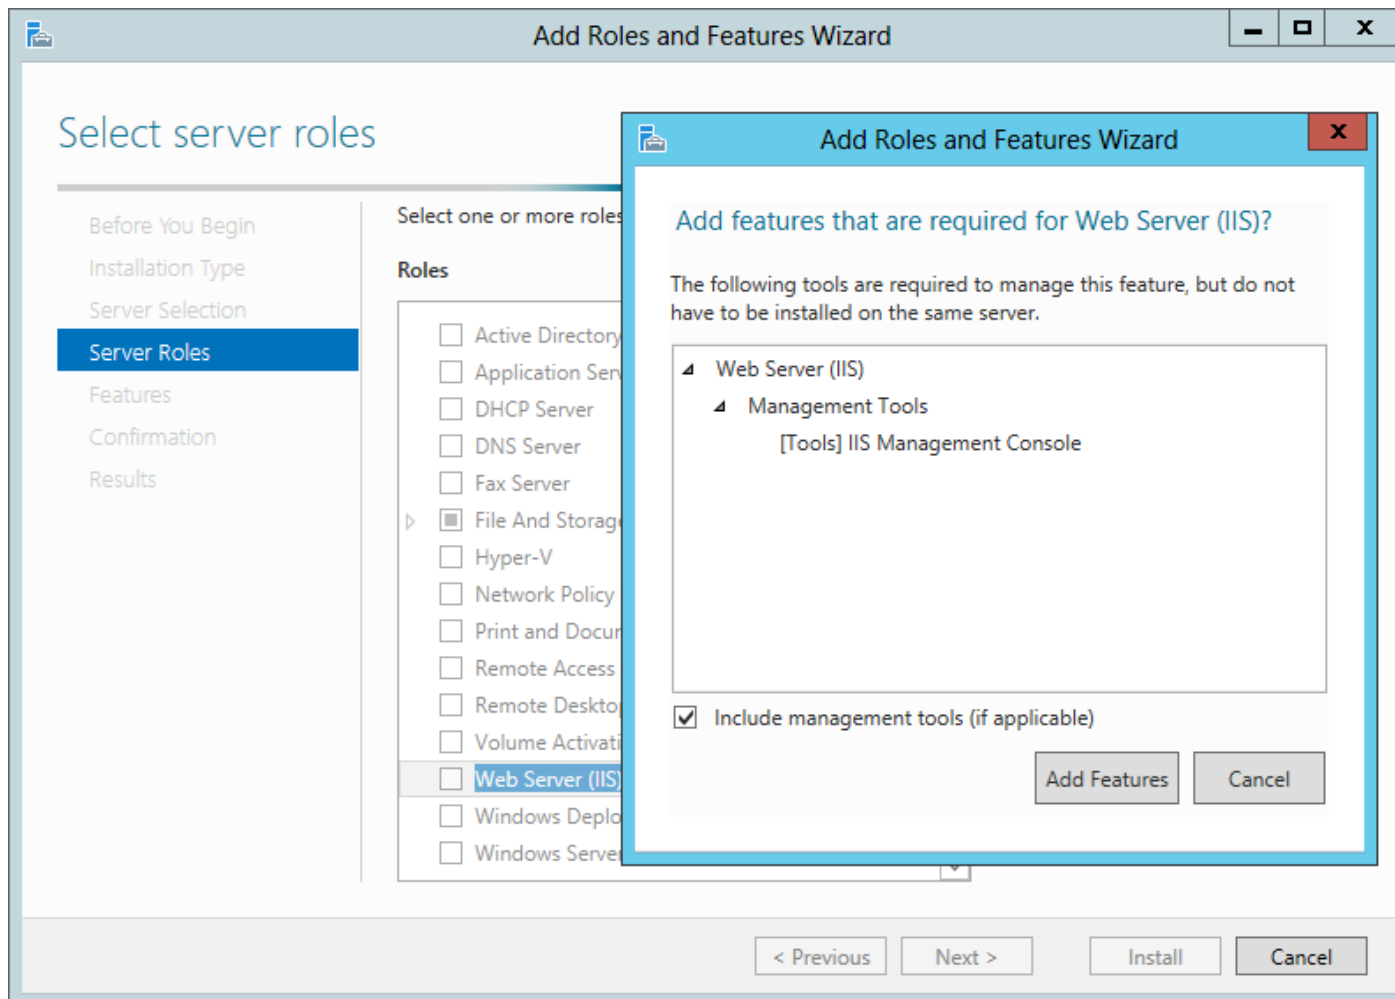 Add Roles and Features Wizard
Select server roles
Before You Begin
Installation Type
Server Selection
Server Roles
Features
Confirmation
Results
Select one or more roles
Roles
Active Directory
Application Serv
DHCP Server
DNS Server
Fax Server
File And Storage
Hyper-V
Network Policy
Print and Docum
Remote Access
Remote Desktop
Volume Activati
Web Server (IIS)
Windows Deplo
Windows Server
Add Roles and Features Wizard
Add features that are required for Web Server (IIS)?
The following tools are required to manage this feature, but do not
have to be installed on the same server.
Web Server (IIS)
Management Tools
[Tools] IIS Management Console
Include management tools (if applicable)
Add Features
Cancel
< Previous
Next >
Install
Cancel